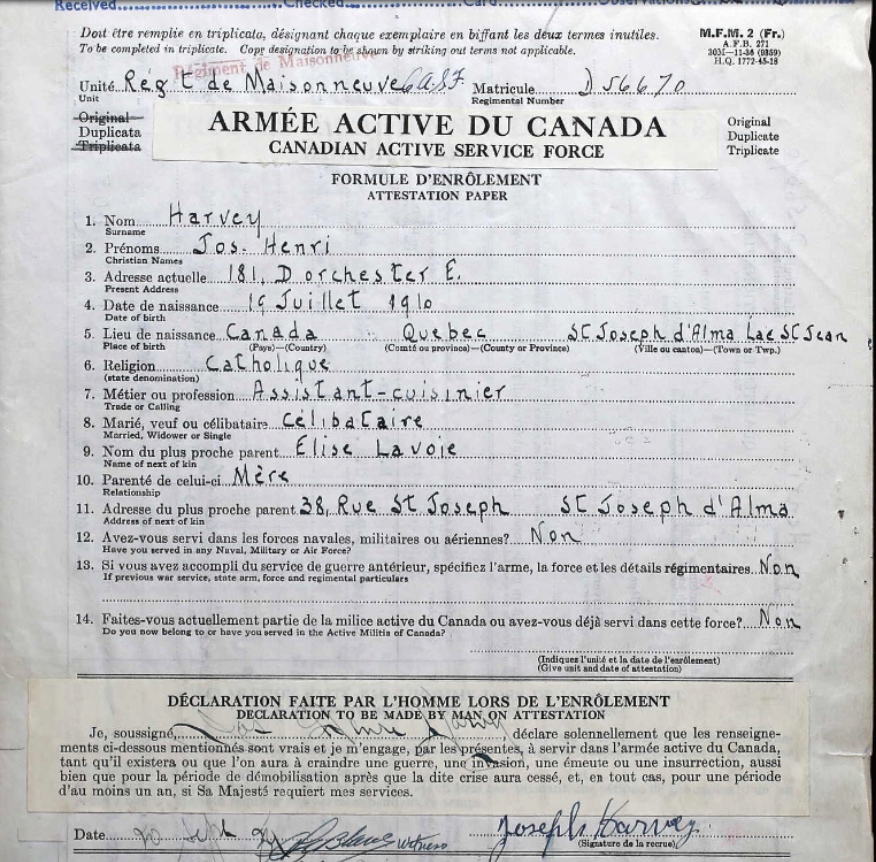 Received Checked Card Observations
Doit être remplie en triplicata, désignant chaque exemplaire en biffant les deux termes inutiles.
To be completed in triplicate. Copy designation to be shown by striking out terms not applicable.
M.F.M. 2 (Fr.)
A.F.B. 271
303I—11-36 (0359)
H.Q. 1772-45-18
Régiment de Maisonneuve
Unité Rég't de Maisonneuve CASF Matricule D 56670
Unit Regimental Number
Original
Duplicata
Triplicata
ARMÉE ACTIVE DU CANADA
CANADIAN ACTIVE SERVICE FORCE
Original
Duplicate
Triplicate
FORMULE D'ENRÔLEMENT
ATTESTATION PAPER
1. Nom Harvey
Surname
2. Prénoms Jos. Henri
Christian Names
3. Adresse actuelle 181, Dorchester E.
Present Address
4. Date de naissance Juillet 1910
Date of birth
5. Lieu de naissance Canada Quebec St Joseph d'Alma Lac St Jean
Place of birth (Pays)—(Country) (Comté ou province)—(County or Province) (Ville ou canton)—(Town or Twp.)
6. Religion Catholique
(state denomination)
7. Métier ou profession Assistant-cuisinier
Trade or Calling
8. Marié, veuf ou célibataire Célibataire
Married, Widower or Single
9. Nom du plus proche parent Elise Lavoie
Name of next of kin
10. Parenté de celui-ci Mère
Relationship
11. Adresse du plus proche parent 38, Rue St Joseph St Joseph d'Alma
Address of next of kin
12. Avez-vous servi dans les forces navales, militaires ou aériennes? Non
Have you served in any Naval, Military or Air Force?
13. Si vous avez accompli du service de guerre antérieur, spécifiez l'arme, la force et les détails régimentaires Non
If previous war service, state arm, force and regimental particulars
14. Faites-vous actuellement partie de la milice active du Canada ou avez-vous déjà servi dans cette force? Non
Do you now belong to or have you served in the Active Militia of Canada?
(Indiquez l'unité et la date de l'enrôlement)
(Give unit and date of attestation)
DÉCLARATION FAITE PAR L'HOMME LORS DE L'ENRÔLEMENT
DECLARATION TO BE MADE BY MAN ON ATTESTATION
Je, soussigné, déclare solennellement que les renseigne-
ments ci-dessous mentionnés sont vrais et je m'engage, par les présentes, à servir dans l'armée active du Canada,
tant qu'il existera ou que l'on aura à craindre une guerre, une invasion, une émeute ou une insurrection, aussi
bien que pour la période de démobilisation après que la dite crise aura cessé, et, en tout cas, pour une période
d'au moins un an, si Sa Majesté requiert mes services.
Date 20 Sept witness Joseph Harvey
(Signature de la recrue)